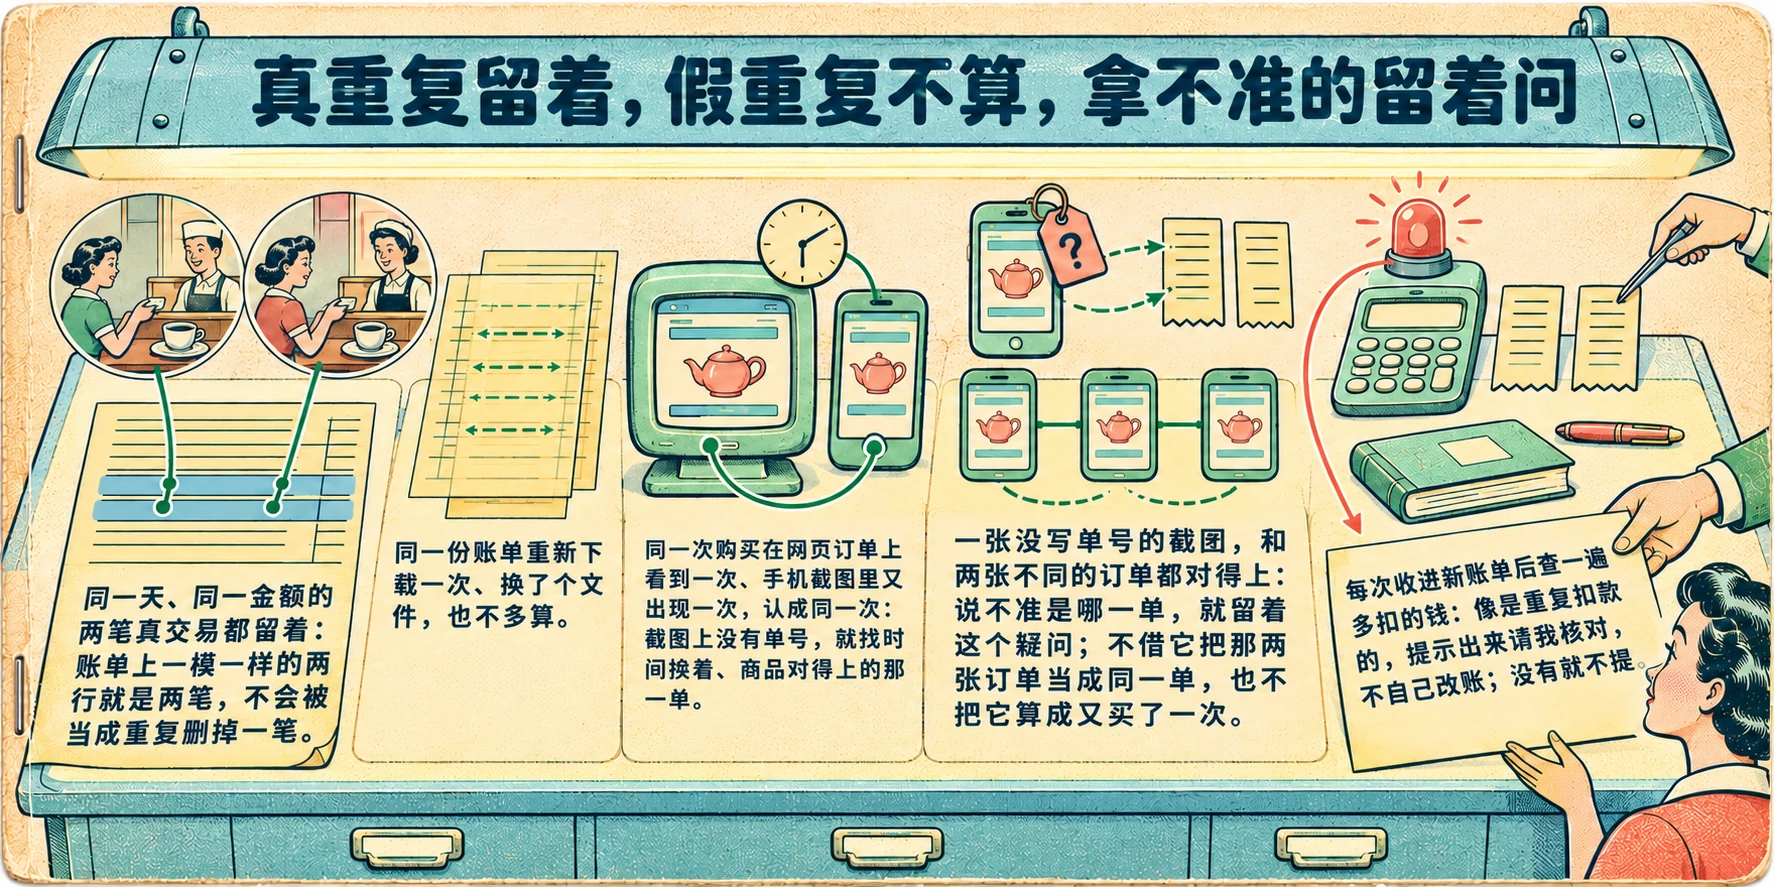 真重复留着，假重复不算，拿不准的留着问
?
同一天、同一金额的
两笔真交易都留着：
账单上一模一样的两
行就是两笔，不会被
当成重复删掉一笔。
同一份账单重新下
载一次、换了个文
件，也不多算。
同一次购买在网页订单上
看到一次、手机截图里又
出现一次，认成同一次：
截图上没有单号，就找时
间挨着、商品对得上的那
一单。
一张没写单号的截图，和
两张不同的订单都对得上：
说不准是哪一单，就留着
这个疑问；不借它把那两
张订单当成同一单，也不
把它算成又买了一次。
每次收进新账单后查一遍
多扣的钱：像是重复扣款
的，提示出来请我核对，
不自己改账；没有就不提。